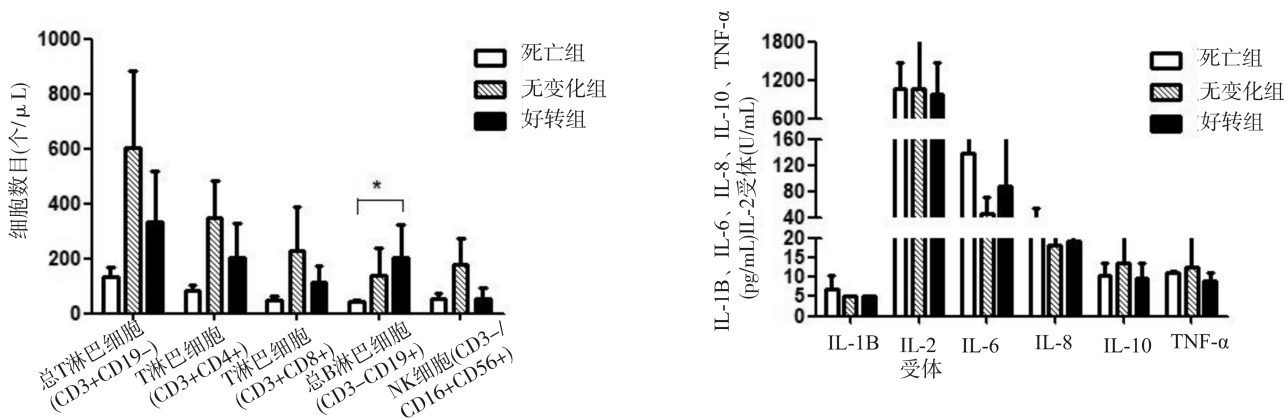 1000
800
600
400
200
0
细胞数目(个/μL)
死亡组
无变化组
好转组
*
总T淋巴细胞
(CD3+CD19−)
T淋巴细胞
(CD3+CD4+)
T淋巴细胞
(CD3+CD8+)
总B淋巴细胞
(CD3−CD19+)
NK细胞(CD3−/
CD16+CD56+)
IL-1B、IL-6、IL-8、IL-10、TNF-α
(pg/mL)IL-2受体(U/mL)
1800
1200
600
160
120
80
40
20
15
10
5
0
死亡组
无变化组
好转组
IL-1B
IL-2
受体
IL-6
IL-8
IL-10
TNF-α